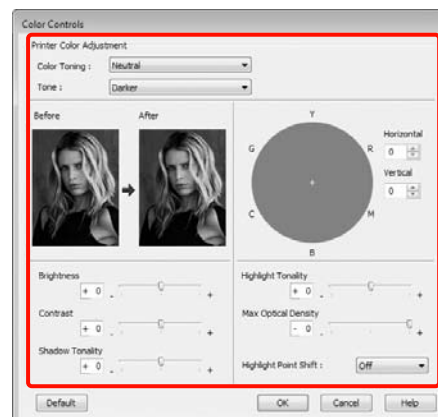 Color Controls
Printer Color Adjustment
Color Toning : Neutral
Tone : Darker
Before After
Y
G R
C M
B
Horizontal
0
Vertical
0
Brightness
+ 0 - +
Contrast
+ 0 - +
Shadow Tonality
+ 0 - +
Highlight Tonality
+ 0 - +
Max Optical Density
- 0 - +
Highlight Point Shift : Off
Default OK Cancel Help